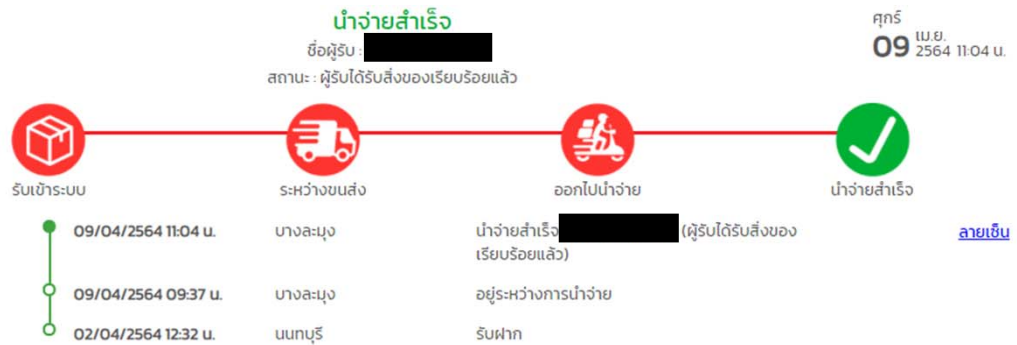 นำจ่ายสำเร็จ
ชื่อผู้รับ :
สถานะ : ผู้รับได้รับสิ่งของเรียบร้อยแล้ว
ศุกร์
09 เม.ย.
2564 11:04 น.
รับเข้าระบบ
ระหว่างขนส่ง
ออกไปนำจ่าย
นำจ่ายสำเร็จ
09/04/2564 11:04 น. บางละมุง นำจ่ายสำเร็จ (ผู้รับได้รับสิ่งของ ลายเซ็น
เรียบร้อยแล้ว)
09/04/2564 09:37 น. บางละมุง อยู่ระหว่างการนำจ่าย
02/04/2564 12:32 น. นนทบุรี รับฝาก